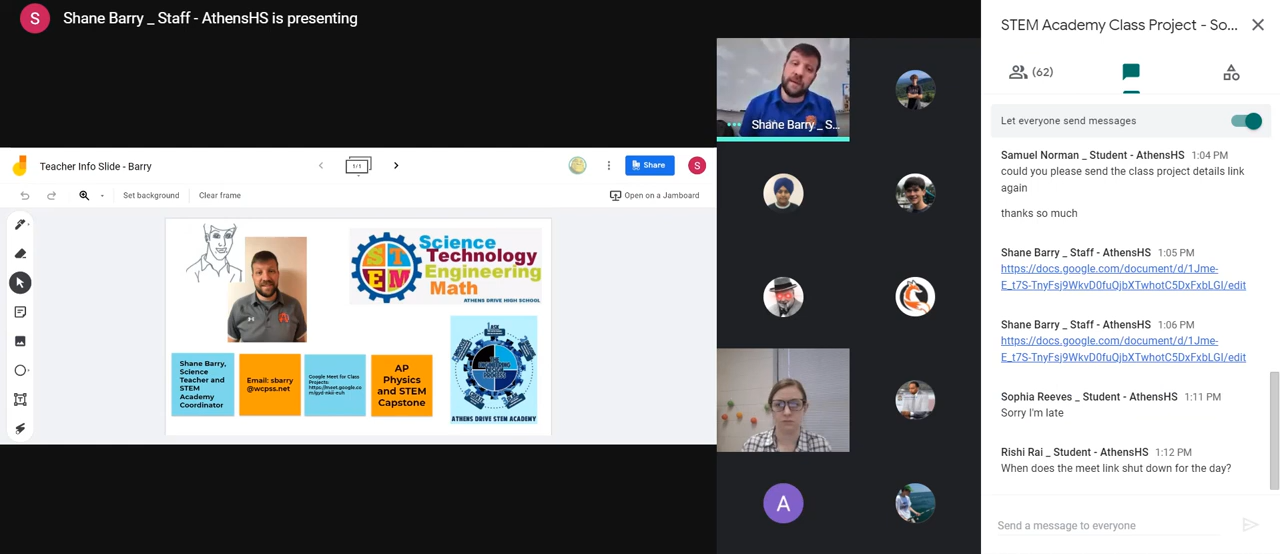 S
Shane Barry _ Staff - AthensHS is presenting
Teacher Info Slide - Barry
1/1
Share
S
Set background
Clear frame
Open on a Jamboard
STEM
Science
Technology
Engineering
Math
ATHENS DRIVE HIGH SCHOOL
Shane Barry,
Science
Teacher and
STEM
Academy
Coordinator
Email: sbarry
@wcpss.net
Google Meet for Class
Projects:
AP
Physics
and STEM
Capstone
ATHENS DRIVE STEM ACADEMY
Shane Barry _ S...
A
STEM Academy Class Project - So...
(62)
Let everyone send messages
Samuel Norman _ Student - AthensHS 1:04 PM
could you please send the class project details link
again
thanks so much
Shane Barry _ Staff - AthensHS 1:05 PM
https://docs.google.com/document/d/1Jme-
E_t7S-TnyFsj9WkvD0fuQjbXTwhotC5DxFxbLGI/edit
Shane Barry _ Staff - AthensHS 1:06 PM
https://docs.google.com/document/d/1Jme-
E_t7S-TnyFsj9WkvD0fuQjbXTwhotC5DxFxbLGI/edit
Sophia Reeves _ Student - AthensHS 1:11 PM
Sorry I'm late
Rishi Rai _ Student - AthensHS 1:12 PM
When does the meet link shut down for the day?
Send a message to everyone